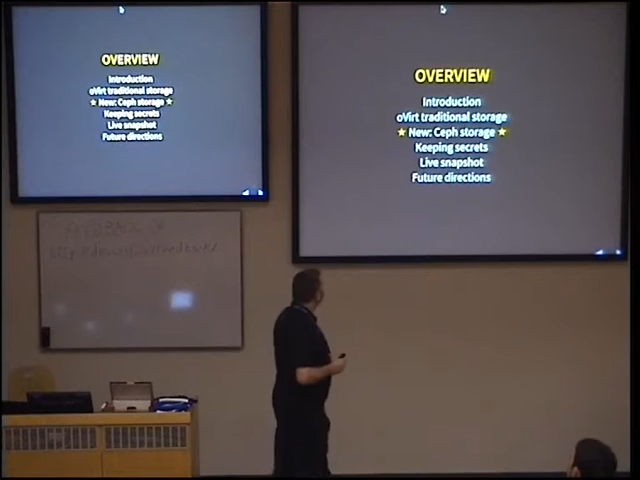 OVERVIEW
Introduction
oVirt traditional storage
★ New: Ceph storage ★
Keeping secrets
Live snapshot
Future directions
OVERVIEW
Introduction
oVirt traditional storage
★ New: Ceph storage ★
Keeping secrets
Live snapshot
Future directions
FEEDBACK